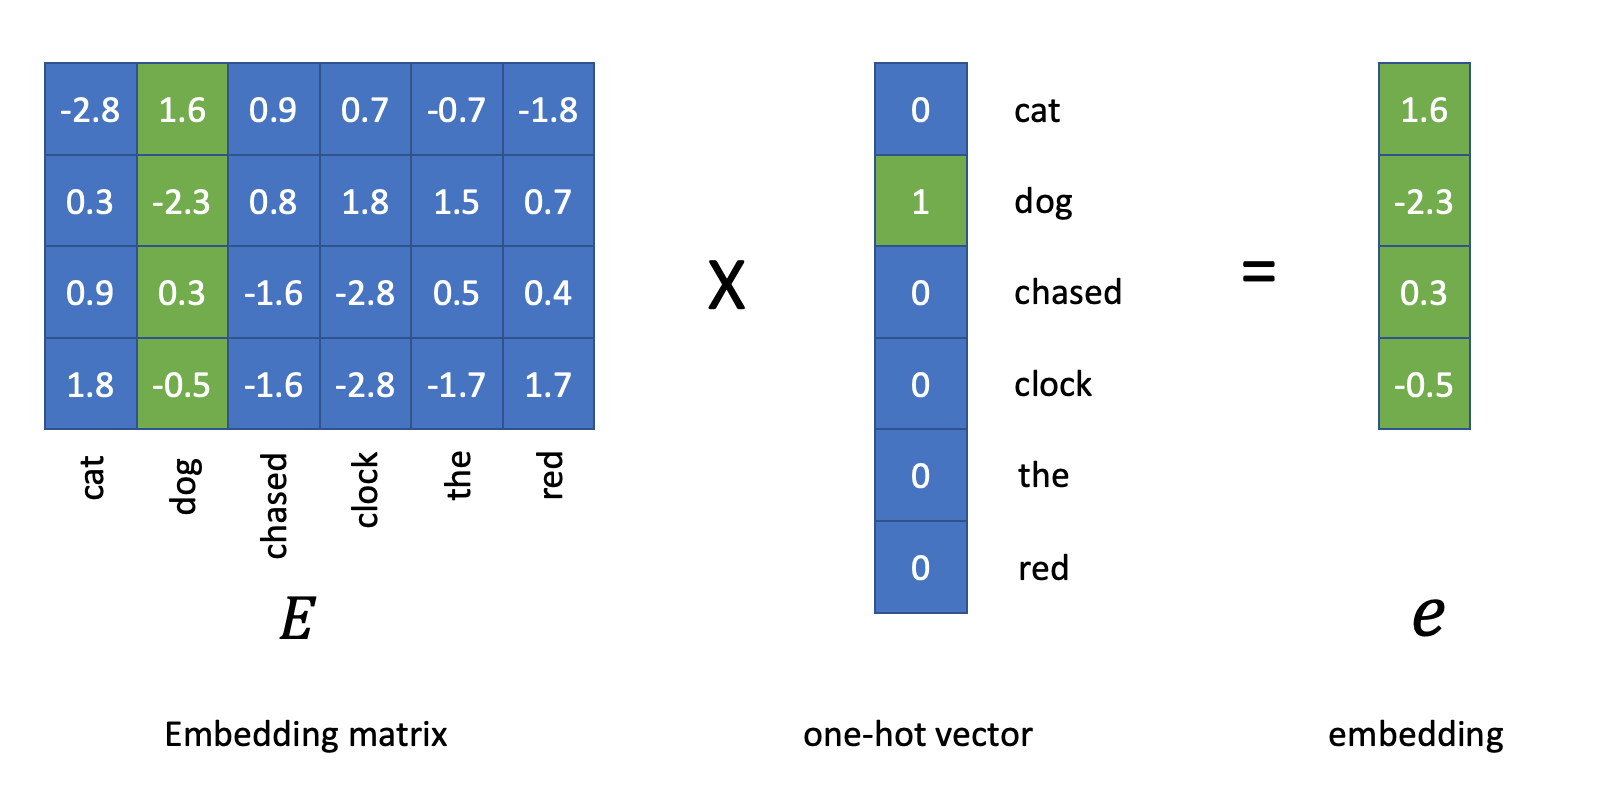 -2.8 1.6 0.9 0.7 -0.7 -1.8
0.3 -2.3 0.8 1.8 1.5 0.7
0.9 0.3 -1.6 -2.8 0.5 0.4
1.8 -0.5 -1.6 -2.8 -1.7 1.7
cat dog chased clock the red
E
Embedding matrix
X
0 cat
1 dog
0 chased
0 clock
0 the
0 red
one-hot vector
=
1.6
-2.3
0.3
-0.5
e
embedding